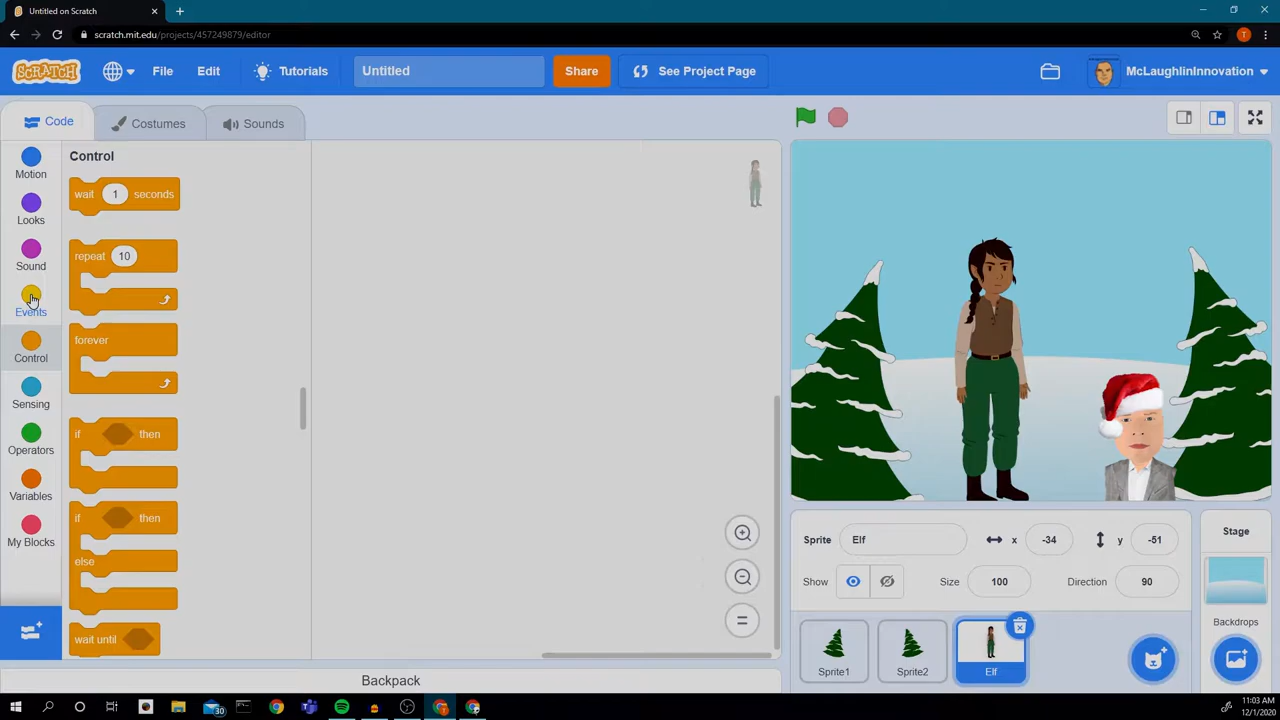 Untitled on Scratch
scratch.mit.edu/projects/457249879/editor
T
SCRATCH
File
Edit
Tutorials
Untitled
Share
See Project Page
McLaughlinInnovation
Code
Costumes
Sounds
Motion
Looks
Sound
Events
Control
Sensing
Operators
Variables
My Blocks
Control
wait 1 seconds
repeat 10
forever
if then
if then
else
wait until
Backpack
Sprite Elf x -34 y -51
Show Size 100 Direction 90
Sprite1
Sprite2
Elf
Stage
Backdrops
11:03 AM
12/1/2020